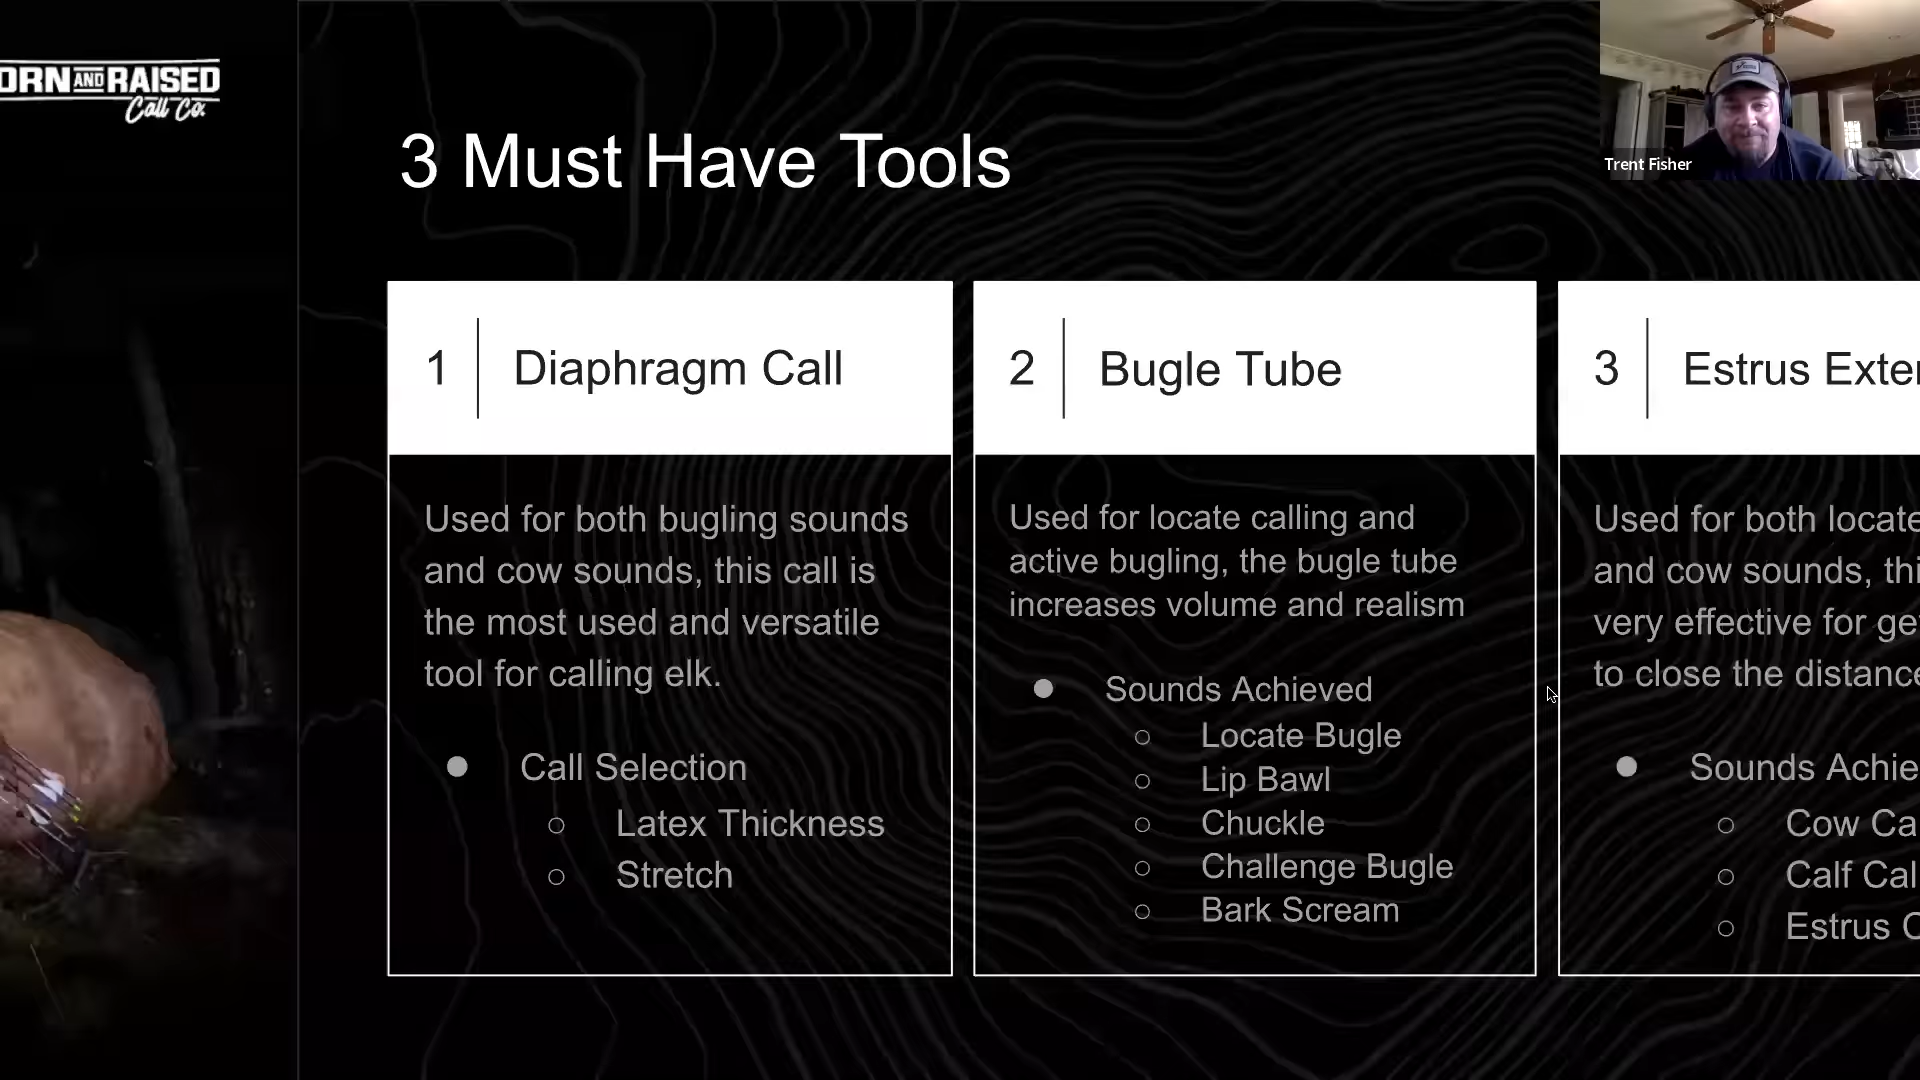 ORN AND RAISED
Call Co.
Trent Fisher
3 Must Have Tools
1 Diaphragm Call
Used for both bugling sounds
and cow sounds, this call is
the most used and versatile
tool for calling elk.
Call Selection
Latex Thickness
Stretch
2 Bugle Tube
Used for locate calling and
active bugling, the bugle tube
increases volume and realism
Sounds Achieved
Locate Bugle
Lip Bawl
Chuckle
Challenge Bugle
Bark Scream
3 Estrus Exte
Used for both locate
and cow sounds, thi
very effective for ge
to close the distance
Sounds Achie
Cow Ca
Calf Cal
Estrus C